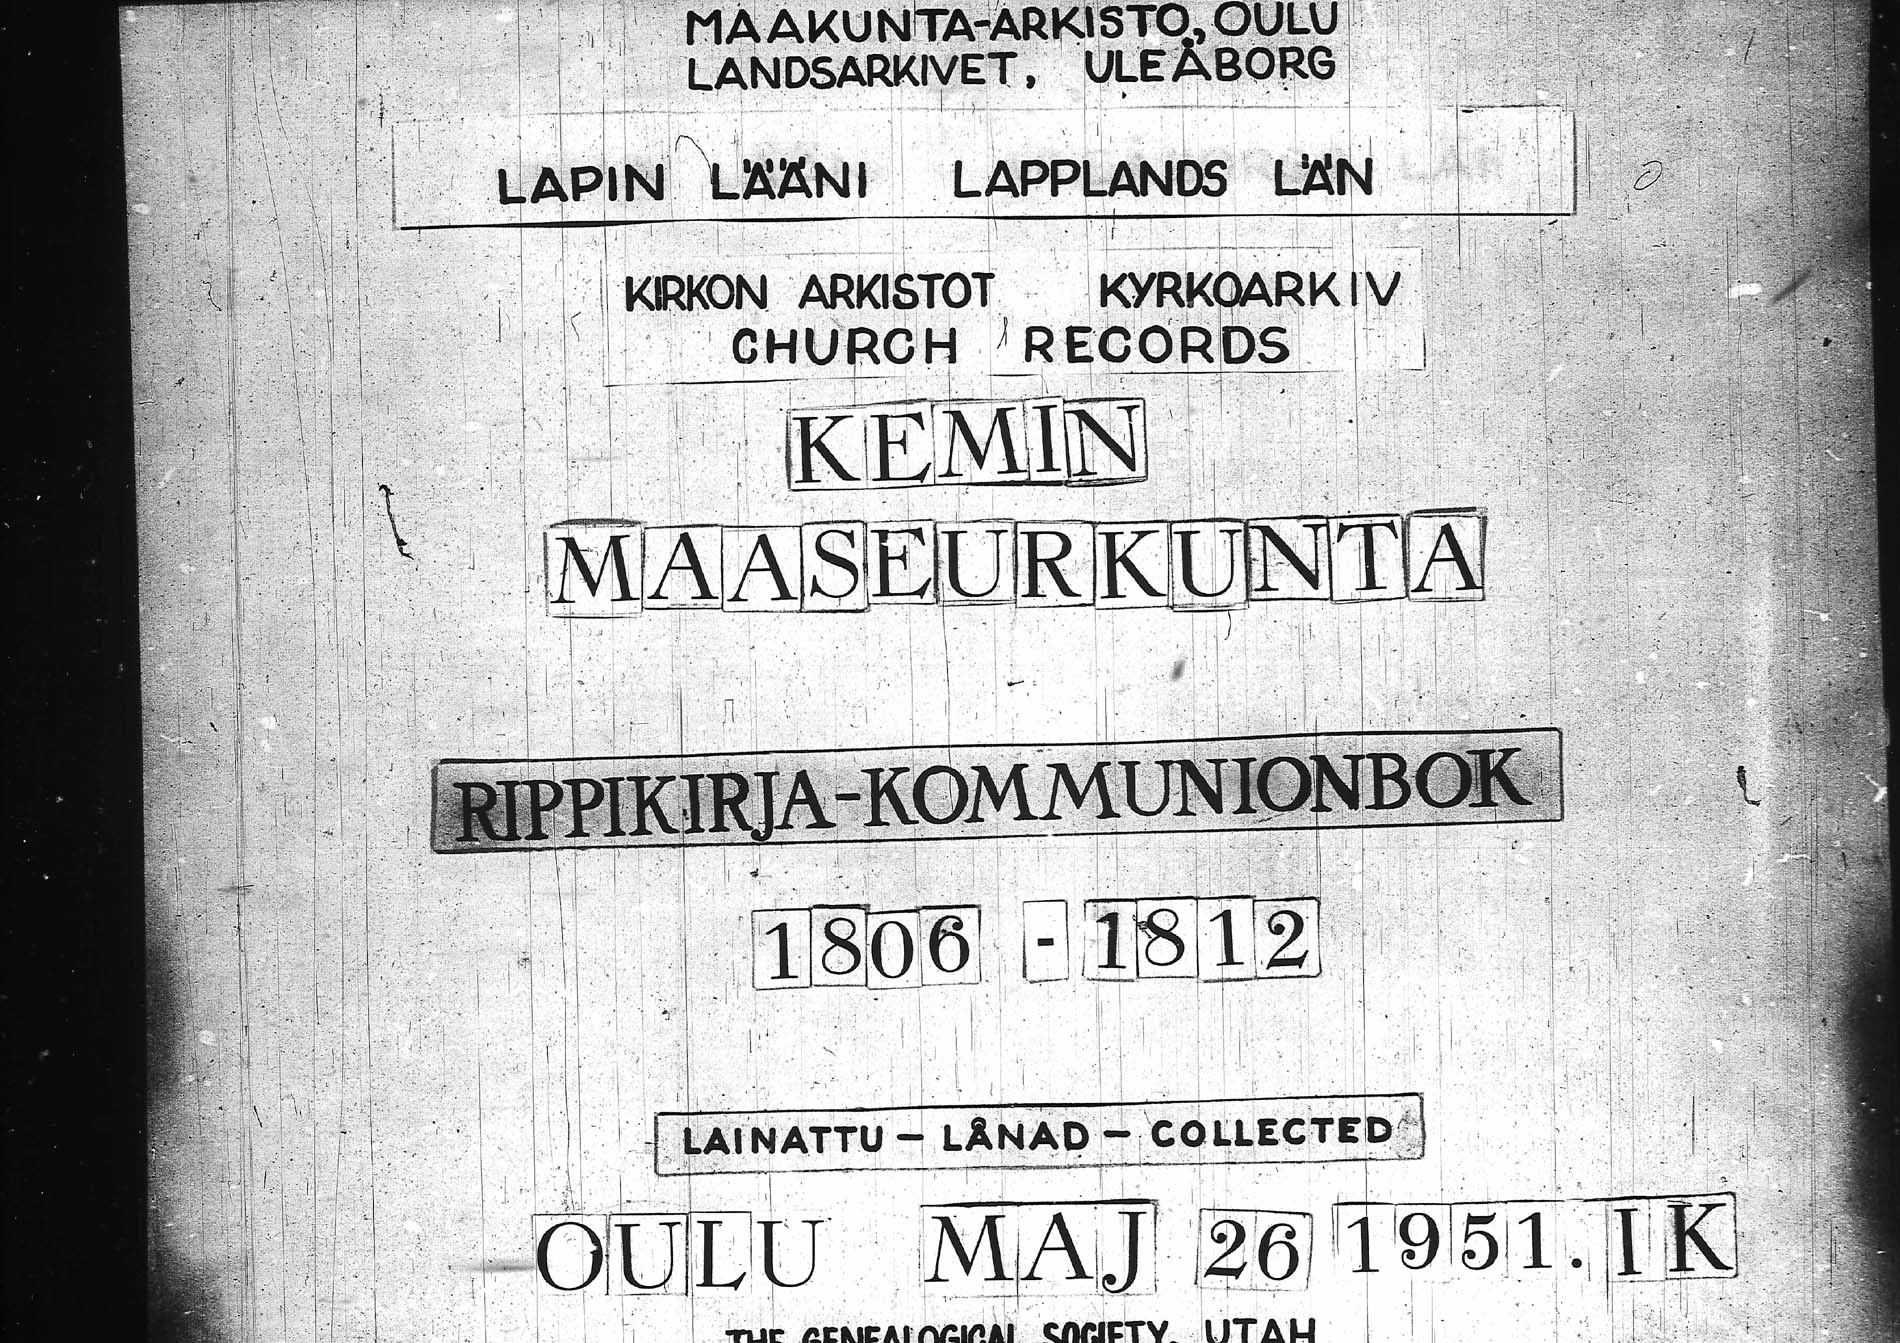 MAAKUNTA-ARKISTO, OULU
LANDSARKIVET, ULEÅBORG
LAPIN LÄÄNI LAPPLANDS LÄN
KIRKON ARKISTOT KYRKOARKIV
CHURCH RECORDS
KEMIN
MAASEURKUNTA
RIPPIKIRJA-KOMMUNIONBOK
1806 - 1812
LAINATTU - LÅNAD - COLLECTED
OULU MAJ 26 1951. IK
THE GENEALOGICAL SOCIETY, UTAH